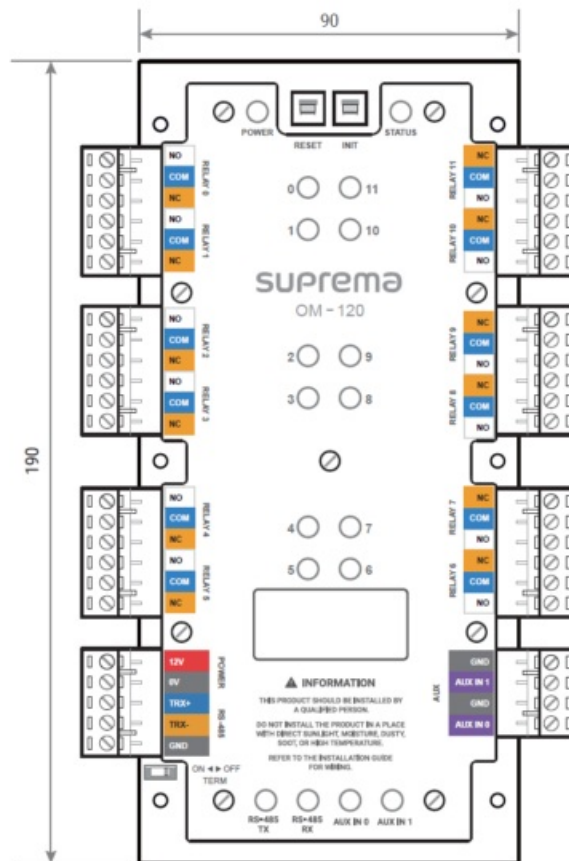 90
190
POWER
RESET
INIT
STATUS
NO
COM
NC
RELAY 0
NO
COM
NC
RELAY 1
0
11
1
10
NC
COM
NO
RELAY 11
NC
COM
NO
RELAY 10
suprema
OM - 120
NO
COM
NC
RELAY 2
NO
COM
NC
RELAY 3
2
9
3
8
NC
COM
NO
RELAY 9
NC
COM
NO
RELAY 8
NO
COM
NC
RELAY 4
NO
COM
NC
RELAY 5
4
7
5
6
NC
COM
NO
RELAY 7
NC
COM
NO
RELAY 6
12V
0V
POWER
TRX+
TRX-
GND
RS-485
ON ◄► OFF
TERM
INFORMATION
THIS PRODUCT SHOULD BE INSTALLED BY
A QUALIFIED PERSON.
DO NOT INSTALL THE PRODUCT IN A PLACE
WITH DIRECT SUNLIGHT, MOISTURE, DUSTY,
SOOT, OR HIGH TEMPERATURE.
REFER TO THE INSTALLATION GUIDE
FOR WIRING.
GND
AUX IN 1
GND
AUX IN 0
AUX
RS-485
TX
RS-485
RX
AUX IN 0
AUX IN 1